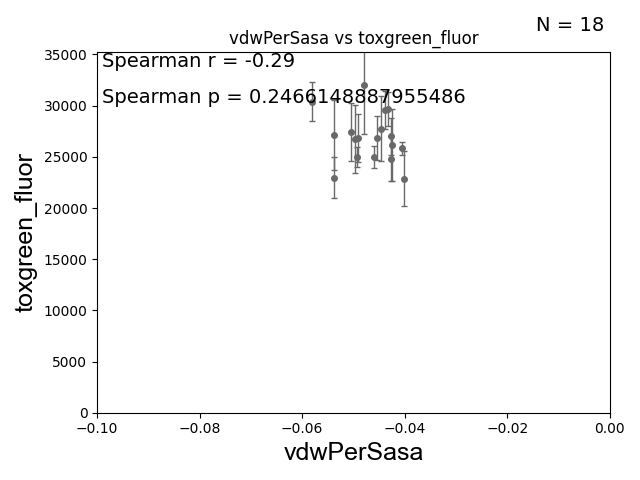 N = 18
vdwPerSasa vs toxgreen_fluor
Spearman r = -0.29
Spearman p = 0.2466148887955486
35000
30000
25000
20000
15000
10000
5000
0
toxgreen_fluor
-0.10
-0.08
-0.06
-0.04
-0.02
0.00
vdwPerSasa